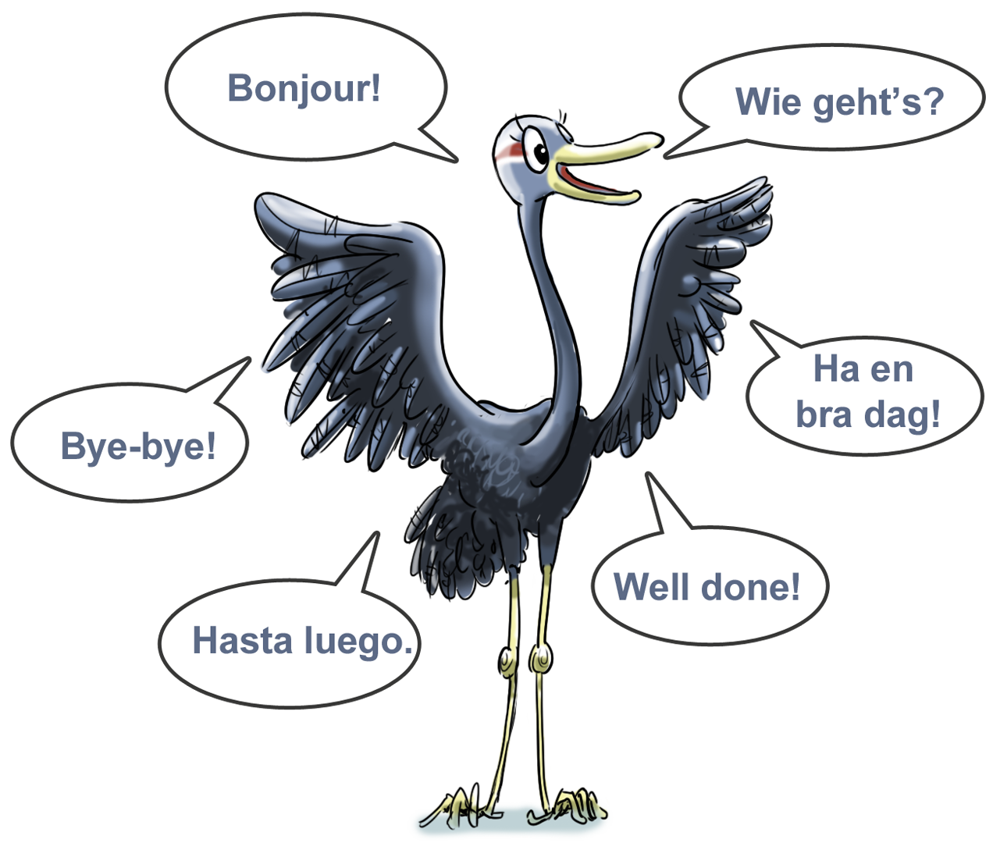 Bonjour!
Wie geht’s?
Ha en
bra dag!
Bye-bye!
Well done!
Hasta luego.